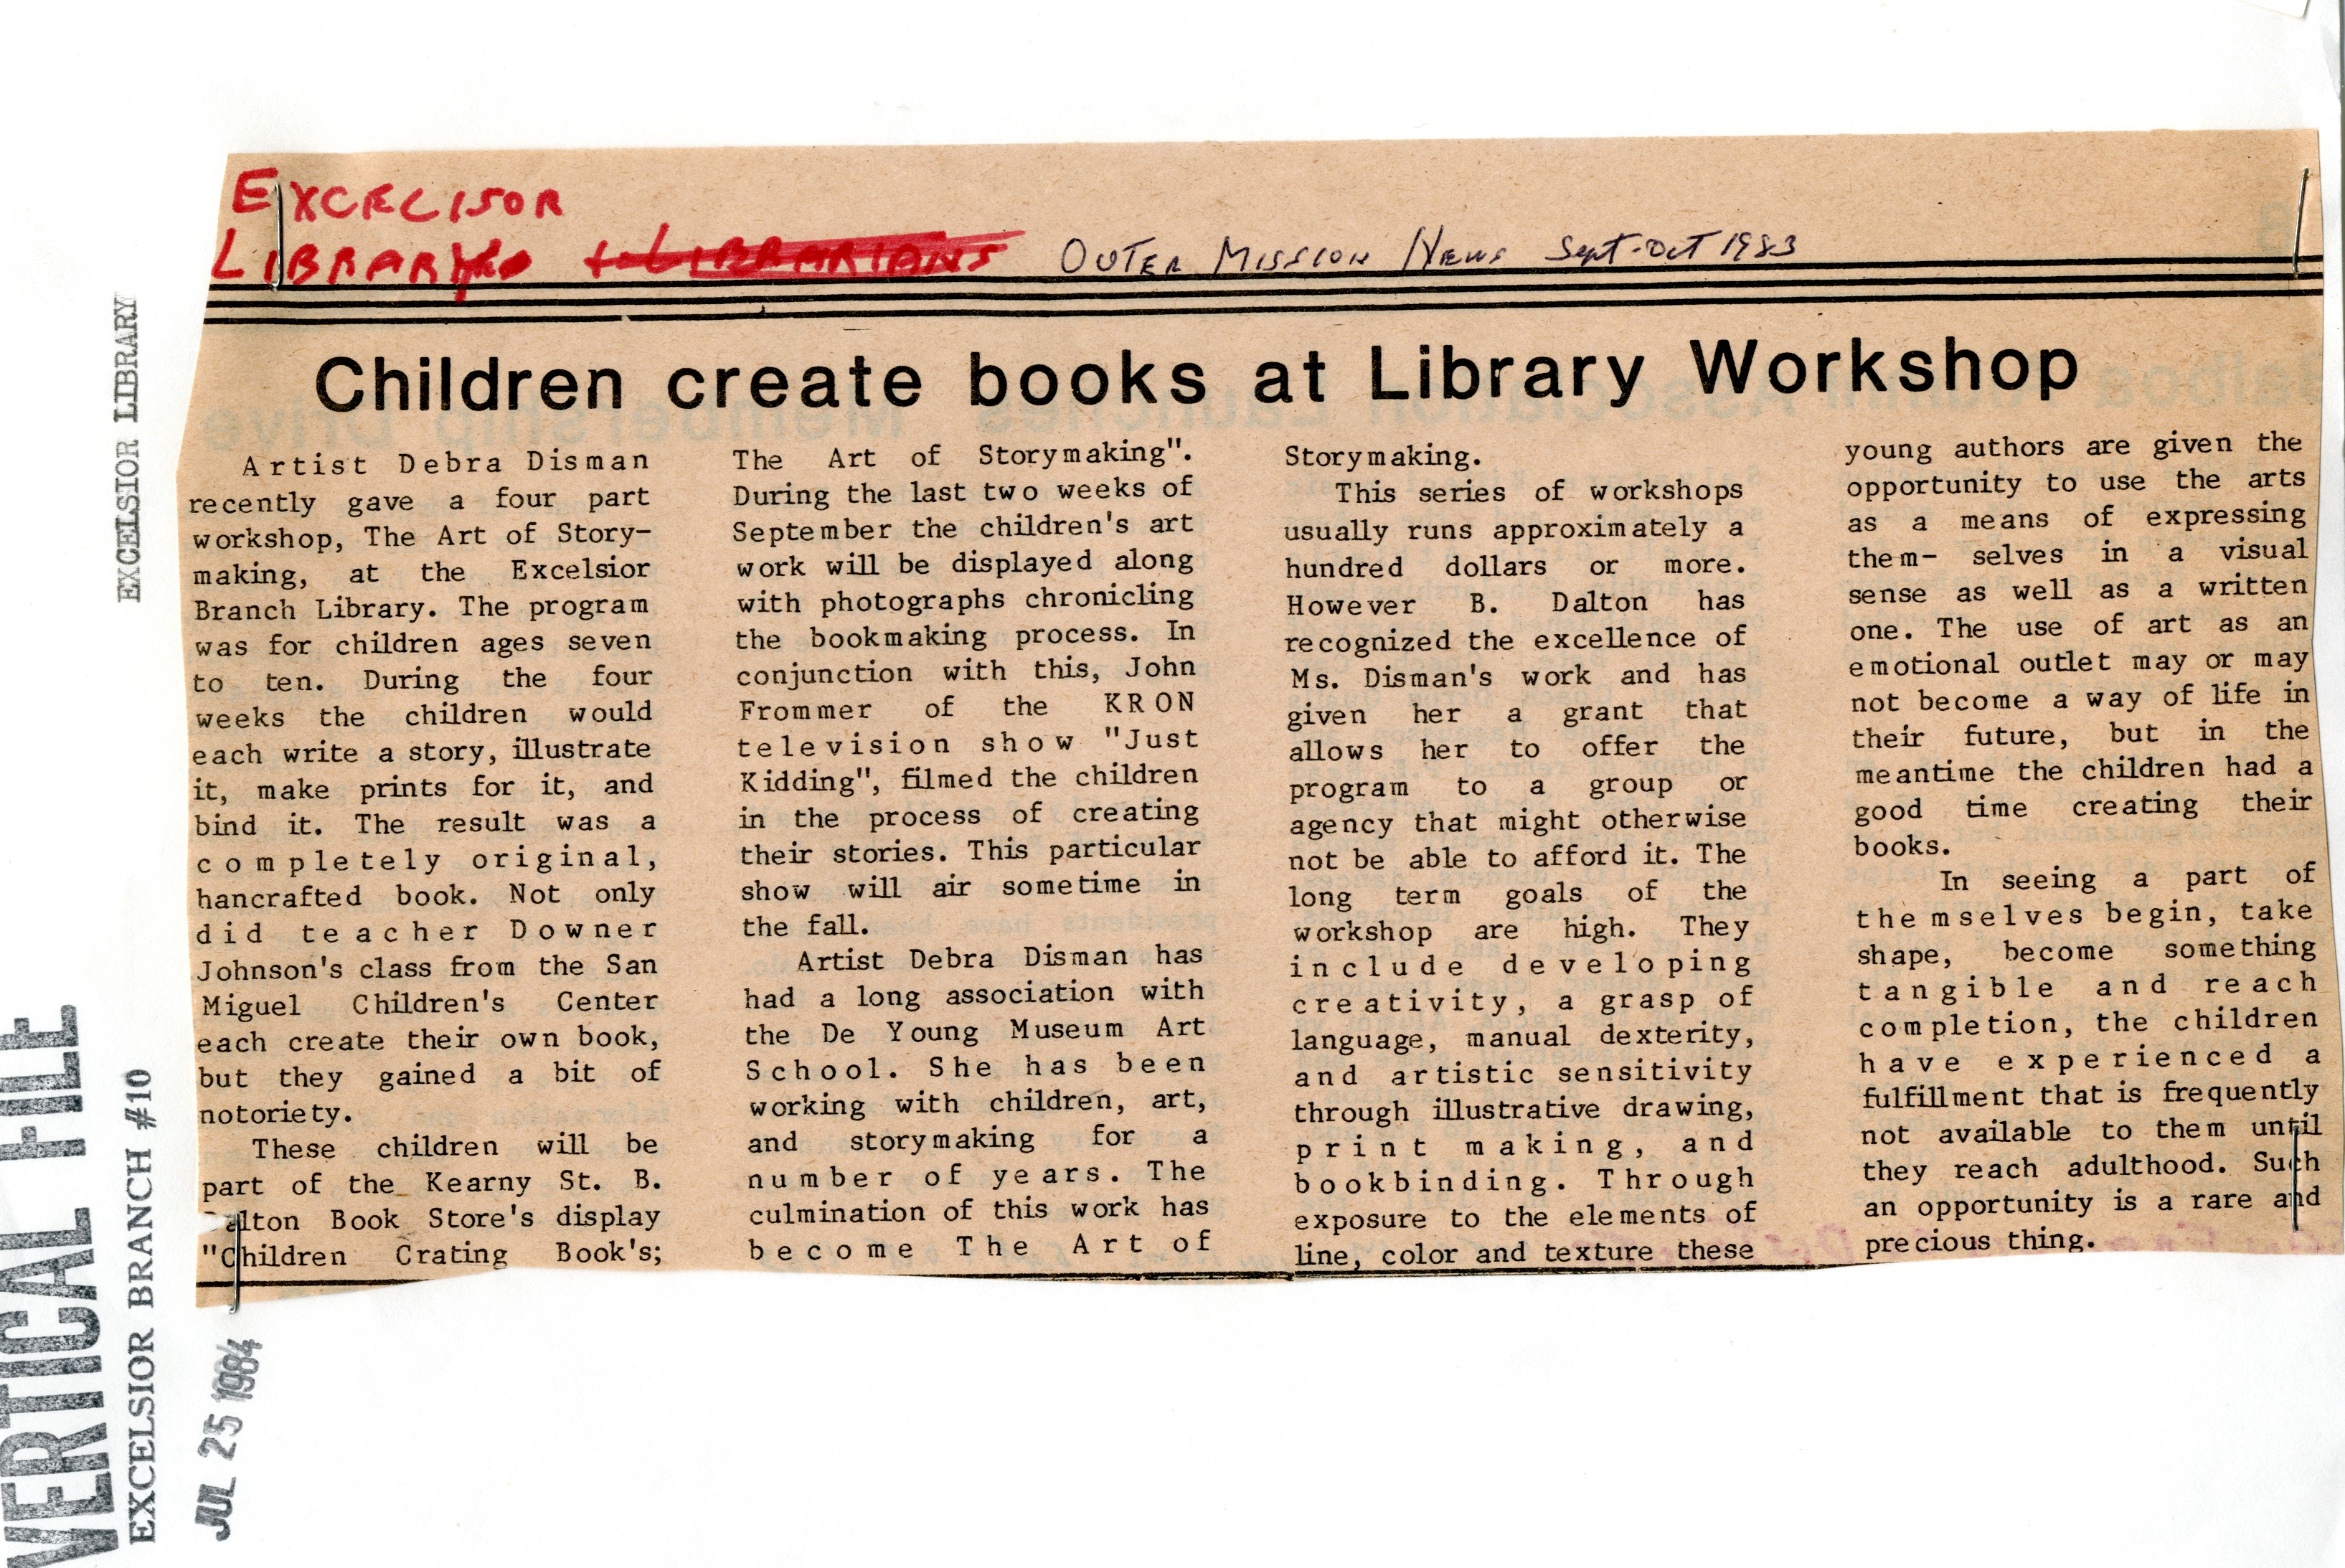 EXCELISOR
LIBRARY + LIBRARIANS OUTER MISSION NEWS Sept-Oct 1983
Children create books at Library Workshop
Artist Debra Disman
recently gave a four part
workshop, The Art of Story-
making, at the Excelsior
Branch Library. The program
was for children ages seven
to ten. During the four
weeks the children would
each write a story, illustrate
it, make prints for it, and
bind it. The result was a
completely original,
hancrafted book. Not only
did teacher Downer
Johnson's class from the San
Miguel Children's Center
each create their own book,
but they gained a bit of
notoriety.
These children will be
part of the Kearny St. B.
Dalton Book Store's display
"Children Crating Book's;
The Art of Storymaking".
During the last two weeks of
September the children's art
work will be displayed along
with photographs chronicling
the bookmaking process. In
conjunction with this, John
Frommer of the KRON
television show "Just
Kidding", filmed the children
in the process of creating
their stories. This particular
show will air sometime in
the fall.
Artist Debra Disman has
had a long association with
the De Young Museum Art
School. She has been
working with children, art,
and storymaking for a
number of years. The
culmination of this work has
become The Art of
Storymaking.
This series of workshops
usually runs approximately a
hundred dollars or more.
However B. Dalton has
recognized the excellence of
Ms. Disman's work and has
given her a grant that
allows her to offer the
program to a group or
agency that might otherwise
not be able to afford it. The
long term goals of the
workshop are high. They
include developing
creativity, a grasp of
language, manual dexterity,
and artistic sensitivity
through illustrative drawing,
print making, and
bookbinding. Through
exposure to the elements of
line, color and texture these
young authors are given the
opportunity to use the arts
as a means of expressing
them- selves in a visual
sense as well as a written
one. The use of art as an
emotional outlet may or may
not become a way of life in
their future, but in the
meantime the children had a
good time creating their
books.
In seeing a part of
themselves begin, take
shape, become something
tangible and reach
completion, the children
have experienced a
fulfillment that is frequently
not available to them until
they reach adulthood. Such
an opportunity is a rare and
precious thing.
EXCELSIOR LIBRARY
VERTICAL FILE
EXCELSIOR BRANCH #10
JUL 25 1984